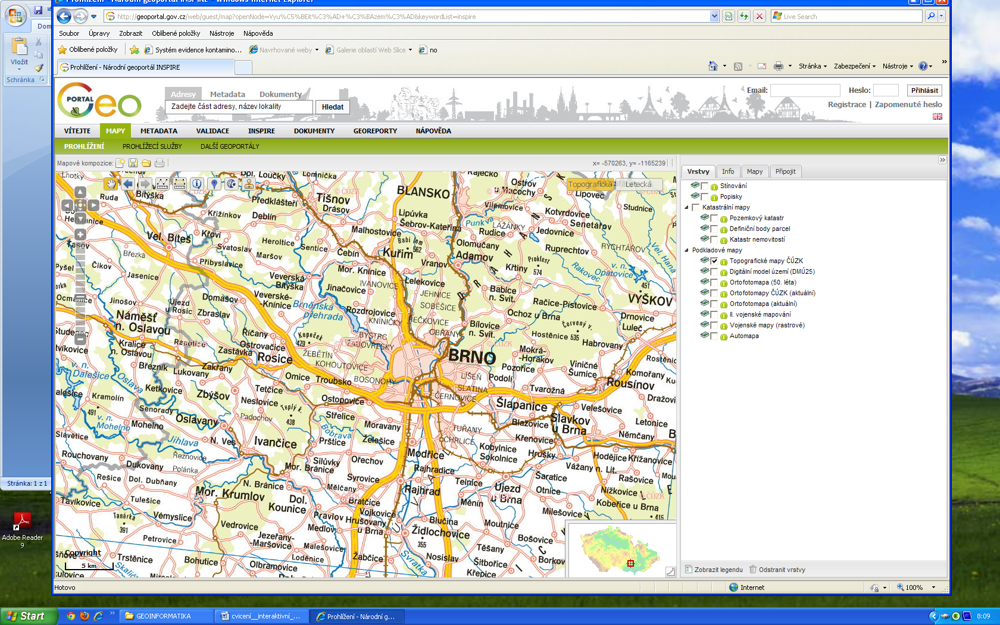 Prohlížení - Národní geoportál INSPIRE - Windows Internet Explorer
http://geoportal.gov.cz/web/guest/map?openNode=Vyu%C5%BEit%C3%AD+%C3%BAzem%C3%AD&keywordList=inspire
Live Search
Soubor Úpravy Zobrazit Oblíbené položky Nástroje Nápověda
Oblíbené položky Systém evidence kontamino... Navrhované weby Galerie oblastí Web Slice no
Prohlížení - Národní geoportál INSPIRE
Stránka Zabezpečení Nástroje
Dom
Vložit
Schránka
PORTAL
Geo
Adresy Metadata Dokumenty
Zadejte část adresy, název lokality
Hledat
Email: Heslo: Přihlásit
Registrace | Zapomenuté heslo
VÍTEJTE MAPY METADATA VALIDACE INSPIRE DOKUMENTY GEOREPORTY NÁPOVĚDA
PROHLÍŽENÍ PROHLÍŽECÍ SLUŽBY DALŠÍ GEOPORTÁLY
Mapové kompozice:
x= -570263, y= -1165239
Topografická Letecká
Vrstvy Info Mapy Připojit
Stínování
Popisky
Katastrální mapy
Pozemkový katastr
Definiční body parcel
Katastr nemovitostí
Podkladové mapy
Topografické mapy ČÚZK
Digitální model území (DMÚ25)
Ortofotomapa (50. léta)
Ortofotomapy ČÚZK (aktuální)
Ortofotomapa (aktuální)
II. vojenské mapování
Vojenské mapy (rastrové)
Automapa
Zobrazit legendu Odstranit vrstvy
Lhotky
Dol. Loučky
Lomnička
Rajecko
Ostrov
u Macochy
Ruda
Bítýška
Předklášteří
Tišnov
Drásov
BLANSKO
Vilémovice
Lipovec
Studnice
Křižínkov
Deblín
Lipůvka
Šebrov-Kateřina
Punkva
Rudice
LAŽÁNKY
Kotvrdovice
Senetářov
Jedovnice
Vel. Bíteš
Křoví
Malhostovice
Heroltice
Sentice
Svatoslav
Maršov
Čebín
Babí lom
562
Kuřim
Olomučany
Adamov
Ruprechtov
RYCHTÁŘOV
Vel. Haná
Březka
Čikov
Přibyslavice
Jasenice
Veverská
Bítýška
Mor. Knínice
Vranov
Lelekovice
Křtiny
Proklest
574
Rakovec
v. n.
Opatovice
451
IVANOVICE
Jinačovice
JEHNICE
SOBĚŠICE
Babice
n. Svit.
VYŠKOV
Jinošov
Domašov
Veverské-
-Knínice
Brněnská
přehrada
Rozdrojovice
KNÍNIČKY
ŘEČKOVICE
OBŘANY
Račice-Pístovice
Ochoz u Brna
Drnovice
Luleč
Újezd
u Rosic
Zbraslav
Náměšť
n. Oslavou
Říčany
Kopeček
479
BYSTRC
ŽABOVŘESKY
Bílovice
n. Svit.
Hostěnice
Červený v.
535
Habrovany
Kralice
n. Oslavou
Rapotice
Zastávka
Ostrovačice
Rosice
ŽEBĚTÍN
KOHOUTOVICE
BRNO
Mokrá-
-Horákov
Pozořice
Viničné
Šumice
Komořany
Březník
Lukovany
Zakřany
Omice
Troubsko
BOSONOHY
LÍŠEŇ
Podolí
SLATINA
ČERNOVICE
Tvarožná
Rousínov
v. n.
Dalešice
Oslava
Ketkovice
Zbýšov
Tetčice
Neslovice
Ostopovice
Šlapanice
Velešovice
Kramolín
491
Senorady
Teplý k.
438
Padochov
Střelice
Moravany
Blažovice
Slavkov
u Brna
Letonice
v. n.
Mohelno
Mohelno
Oslavany
Bobrava
TUŘANY
CHRLICE
Křenovice
Němčany
Slavětice
Jihlava
N. Ves
Ivančice
Prštice
Želešice
Kobylnice
Sokolnice
Rouchovany
Řeznovice
Silůvky
Ořechov
Modřice
Hrušky
Hodějice
Křižanovice
Vážany n. Lit.
Dukovany
Polánka
Mor. Bránice
Rajhradice
Rešice
Dol. Dubňany
N. Bránice
Syrovice
Telnice
Šaratice
Rašovice
Tulešice
Mor. Krumlov
Mělčany
Rajhrad
Újezd
u Brna
Otnice
Nížkovice
Tavíkovice
Dol.
Kounice
Bratčice
Měnín
Kobeřice u Brna
Vémyslice
Pravlov
Vojkovice
Hrušovany
u Brna
Milešovice
415
Tanárka
391
Vedrovice
Medlov
Blučina
Židlochovice
355
Moutnice
Petrovice
Jezeřany-
-Maršovice
Malešovice
Bošovice
Těšany
Trstěnice
Bohutice
Loděnice
Olbramovice
Žabčice
Svratka
Nosislav
Šitbořice
Křepice
Borkov
© ČÚZK
Copyright
5 km
Hotovo
Internet
100%
Stránka: 1 z 1
Adobe Reader
9
Start
GEOINFORMATIKA
cvicení__interaktivní_...
Prohlížení - Národní g...
8:09